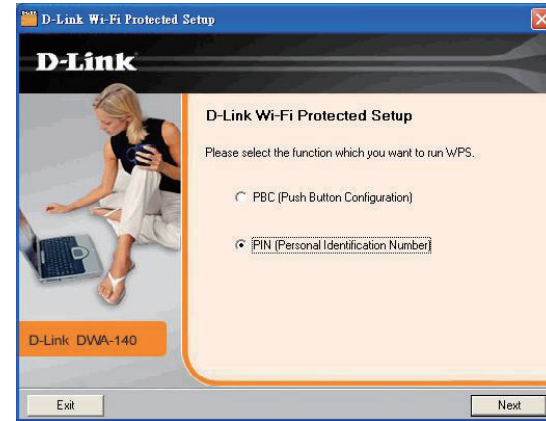 D-Link Wi-Fi Protected Setup
D-Link
D-Link Wi-Fi Protected Setup
Please select the function which you want to run WPS.
PBC (Push Button Configuration)
PIN (Personal Identification Number)
D-Link DWA-140
Exit
Next